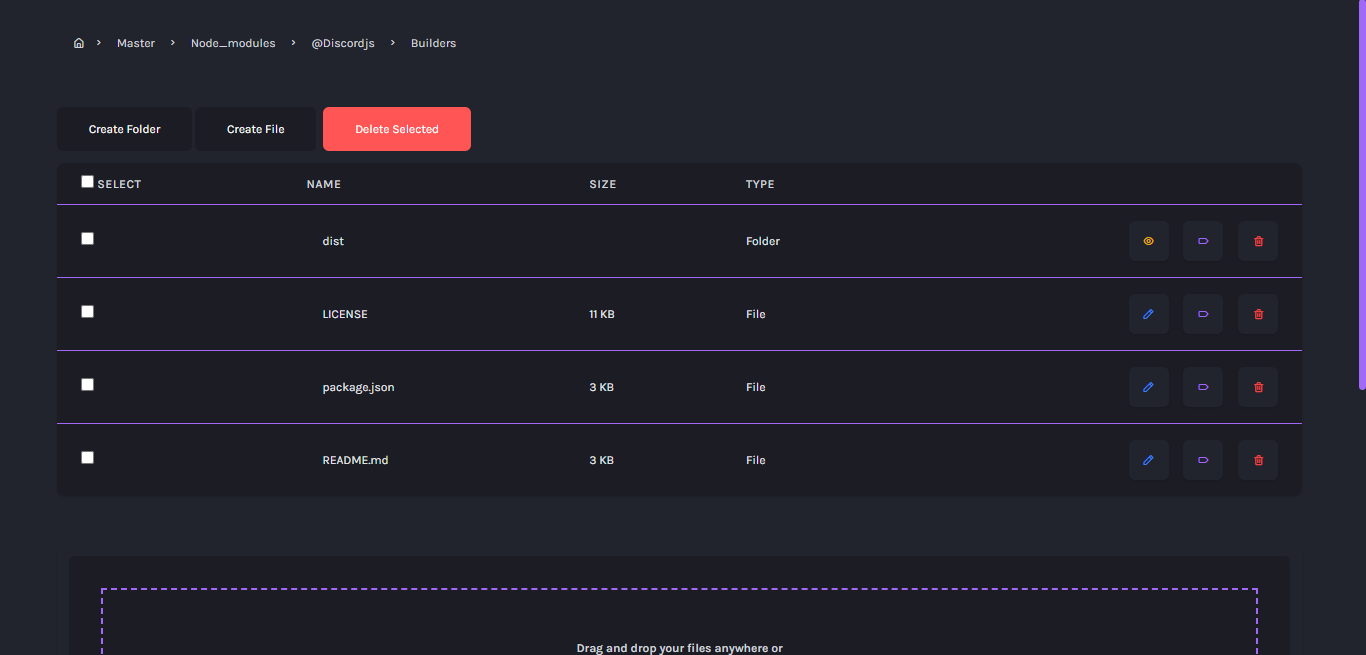 Master Node_modules @Discordjs Builders
Create Folder Create File Delete Selected
SELECT NAME SIZE TYPE
dist Folder
LICENSE 11 KB File
package.json 3 KB File
README.md 3 KB File
Drag and drop your files anywhere or